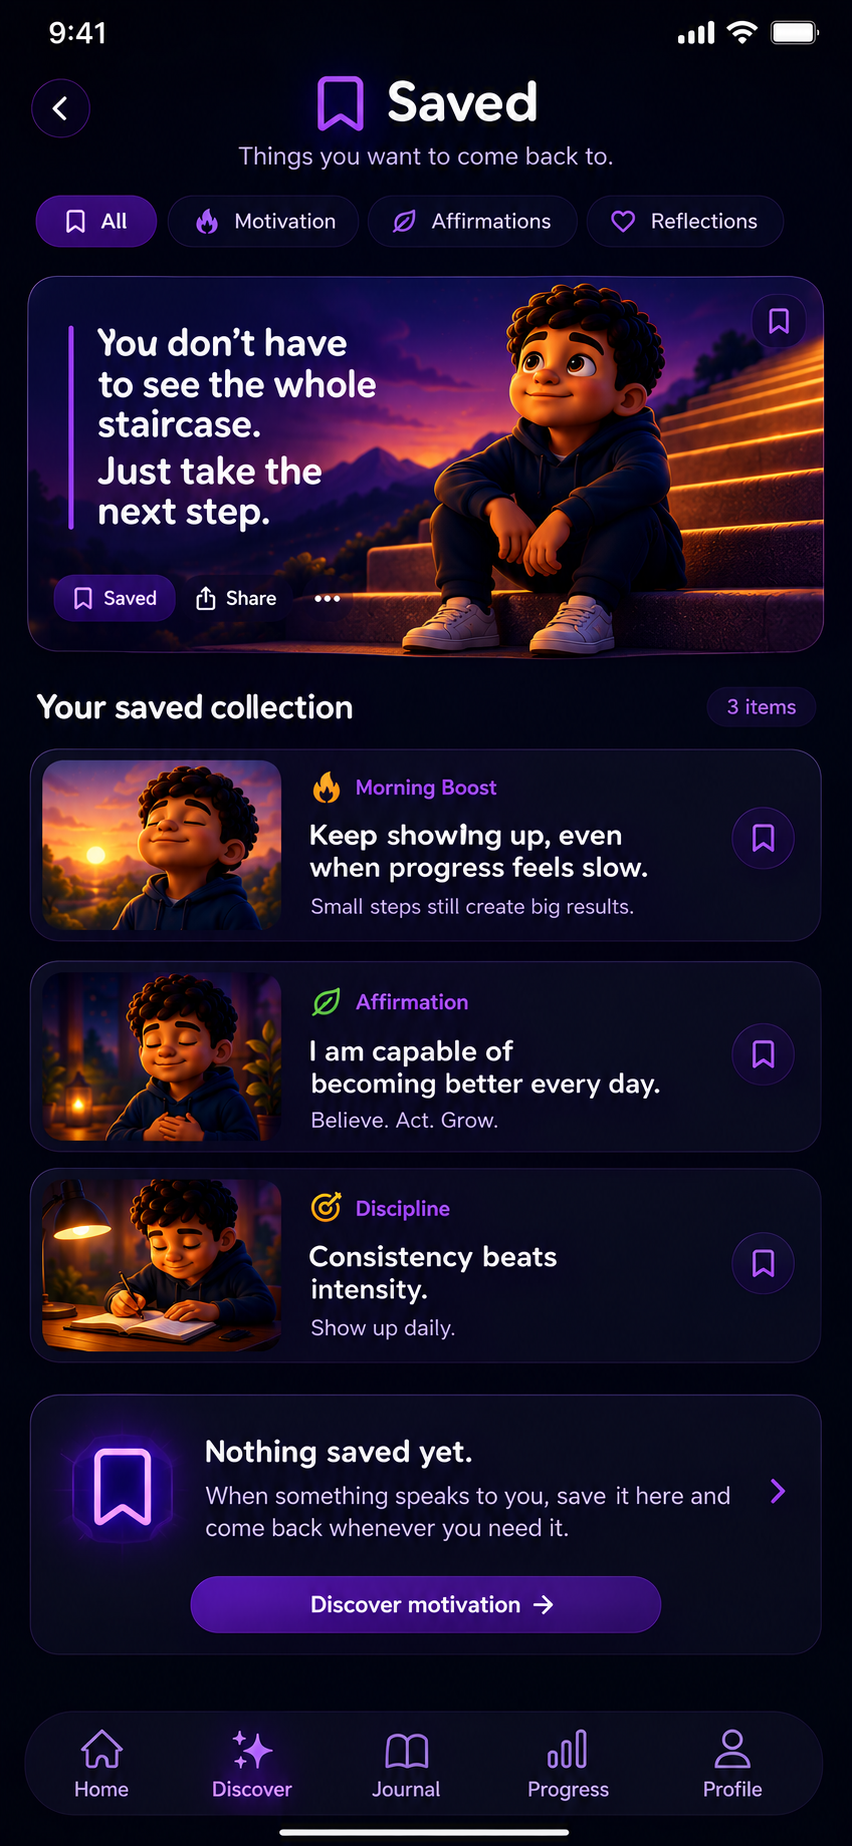 9:41
Saved
Things you want to come back to.
All
Motivation
Affirmations
Reflections
You don't have
to see the whole
staircase.
Just take the
next step.
Saved
Share
•••
Your saved collection
3 items
Morning Boost
Keep showing up, even
when progress feels slow.
Small steps still create big results.
Affirmation
I am capable of
becoming better every day.
Believe. Act. Grow.
Discipline
Consistency beats
intensity.
Show up daily.
Nothing saved yet.
When something speaks to you, save it here and
come back whenever you need it.
Discover motivation →
Home
Discover
Journal
Progress
Profile